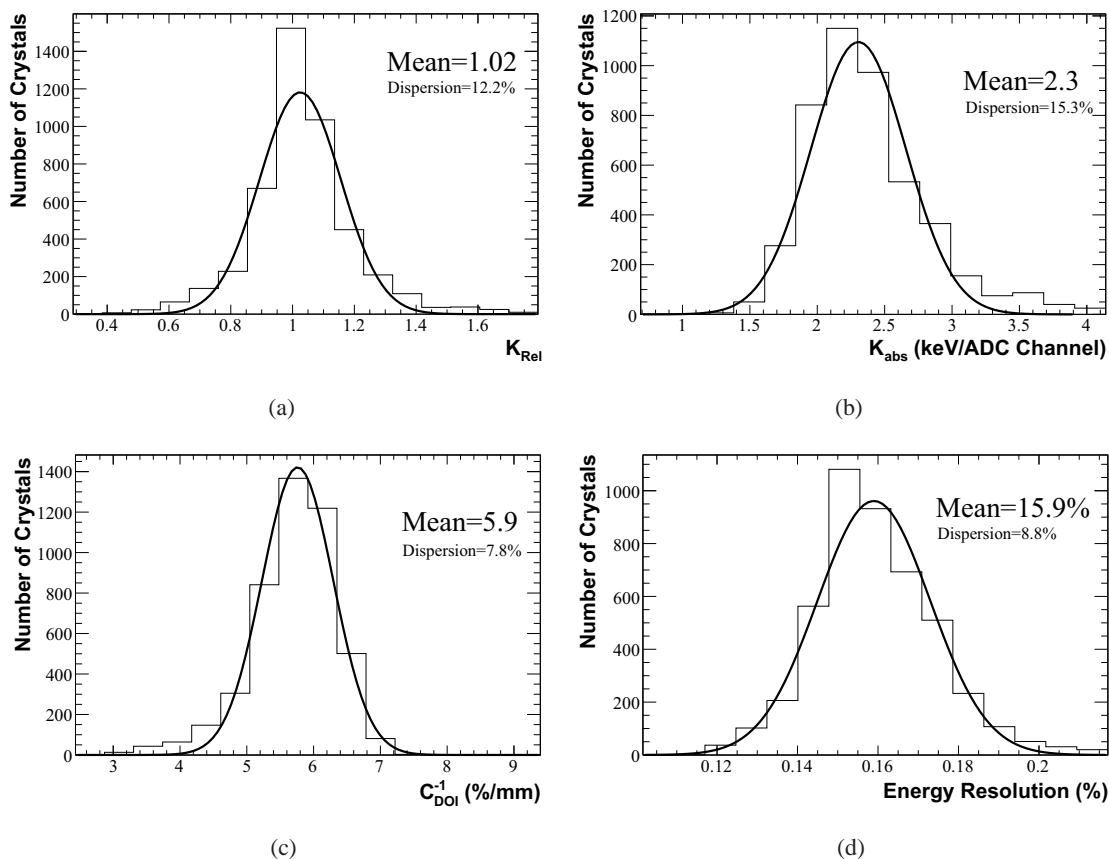 Number of Crystals
1400
1200
1000
800
600
400
200
0
Mean=1.02
Dispersion=12.2%
0.4 0.6 0.8 1 1.2 1.4 1.6
K_Rel
(a)
Number of Crystals
1200
1000
800
600
400
200
0
Mean=2.3
Dispersion=15.3%
1 1.5 2 2.5 3 3.5 4
K_abs (keV/ADC Channel)
(b)
Number of Crystals
1400
1200
1000
800
600
400
200
0
Mean=5.9
Dispersion=7.8%
3 4 5 6 7 8 9
C_DOI^-1 (%/mm)
(c)
Number of Crystals
1000
800
600
400
200
0
Mean=15.9%
Dispersion=8.8%
0.12 0.14 0.16 0.18 0.2
Energy Resolution (%)
(d)